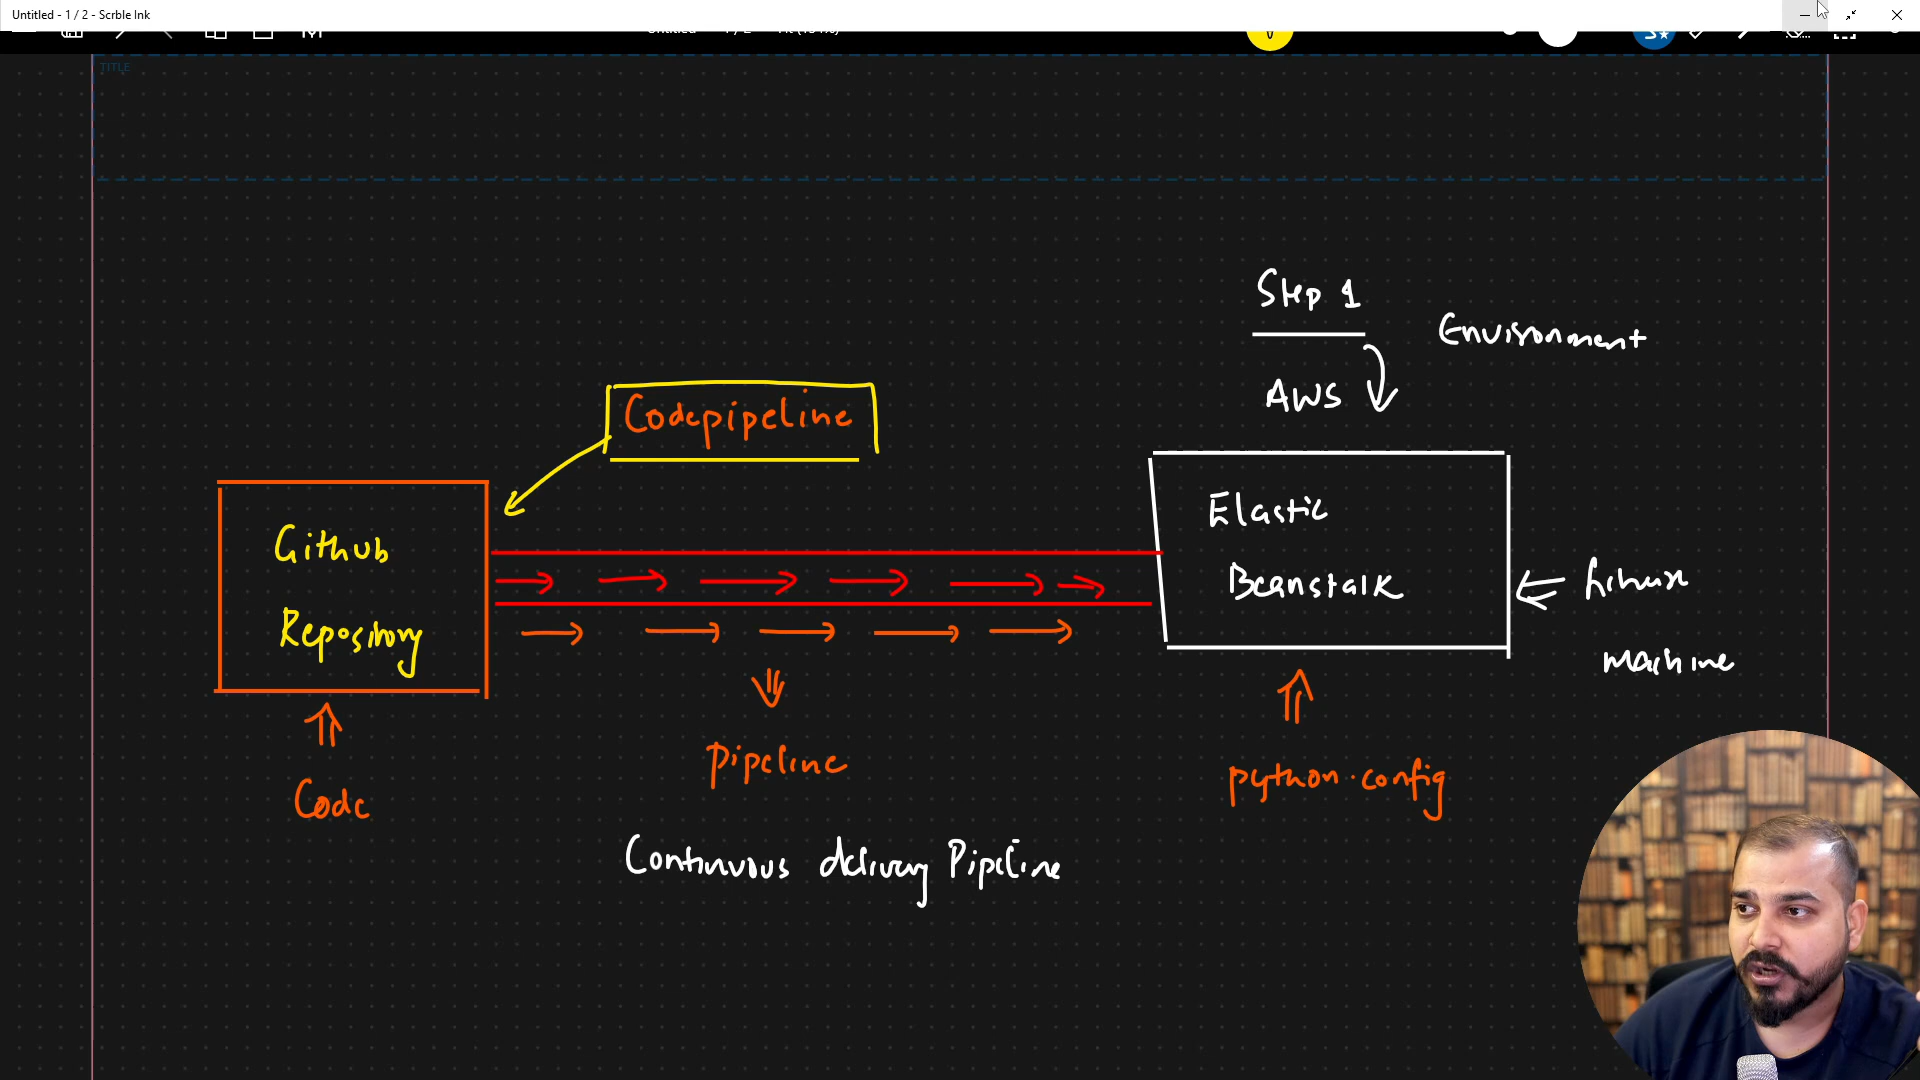 Untitled - 1 / 2 - Scrble Ink
TITLE
Step 1
Environment
AWS
Codepipeline
Elastic
Beanstalk
Github
Repository
Linux
machine
Pipeline
python.config
Code
Continuous delivery Pipeline